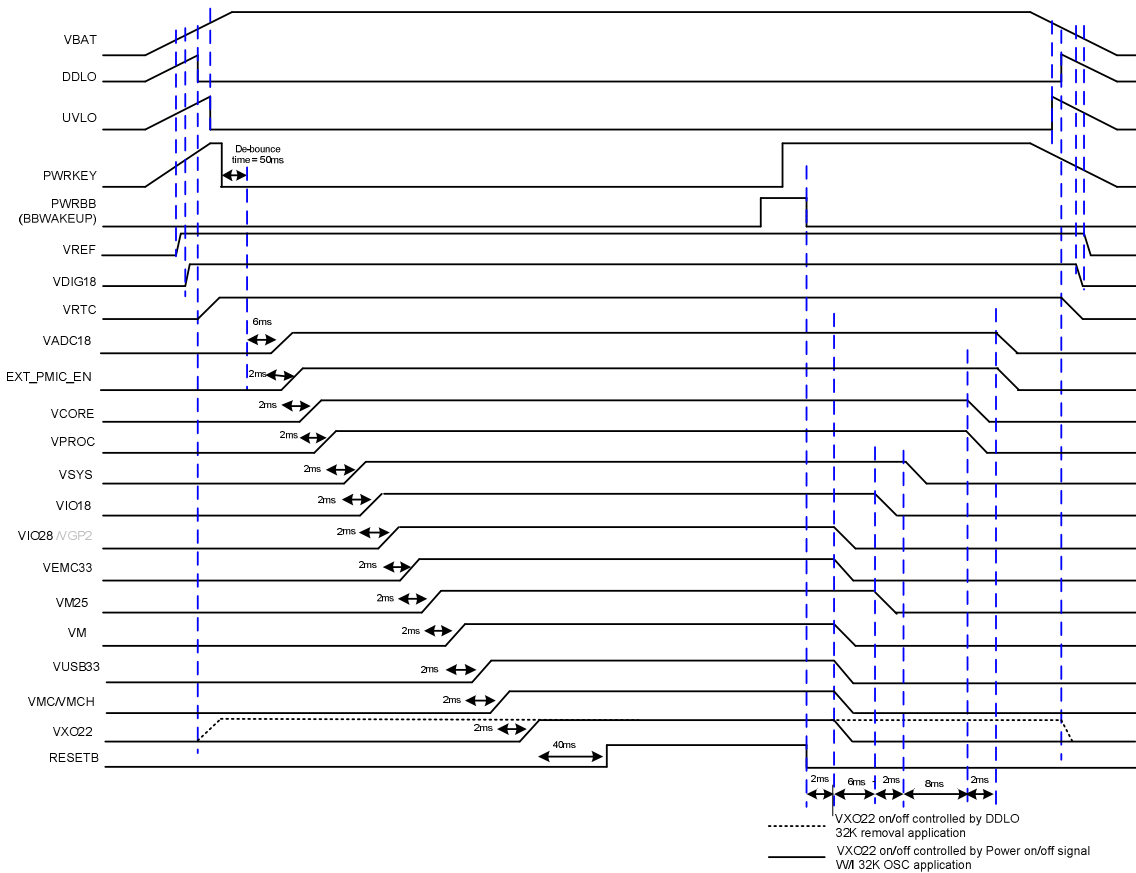 VBAT
DDLO
UVLO
De-bounce
time = 50ms
PWRKEY
PWRBB
(BBWAKEUP)
VREF
VDIG18
VRTC
6ms
VADC18
2ms
EXT_PMIC_EN
2ms
VCORE
2ms
VPROC
2ms
VSYS
2ms
VIO18
2ms
VIO28 /VGP2
2ms
VEMC33
2ms
VM25
2ms
VM
2ms
VUSB33
2ms
VMC/VMCH
2ms
VXO22
40ms
RESETB
2ms 6ms 2ms 8ms 2ms
VXO22 on/off controlled by DDLO
32K removal application
VXO22 on/off controlled by Power on/off signal
W/I 32K OSC application